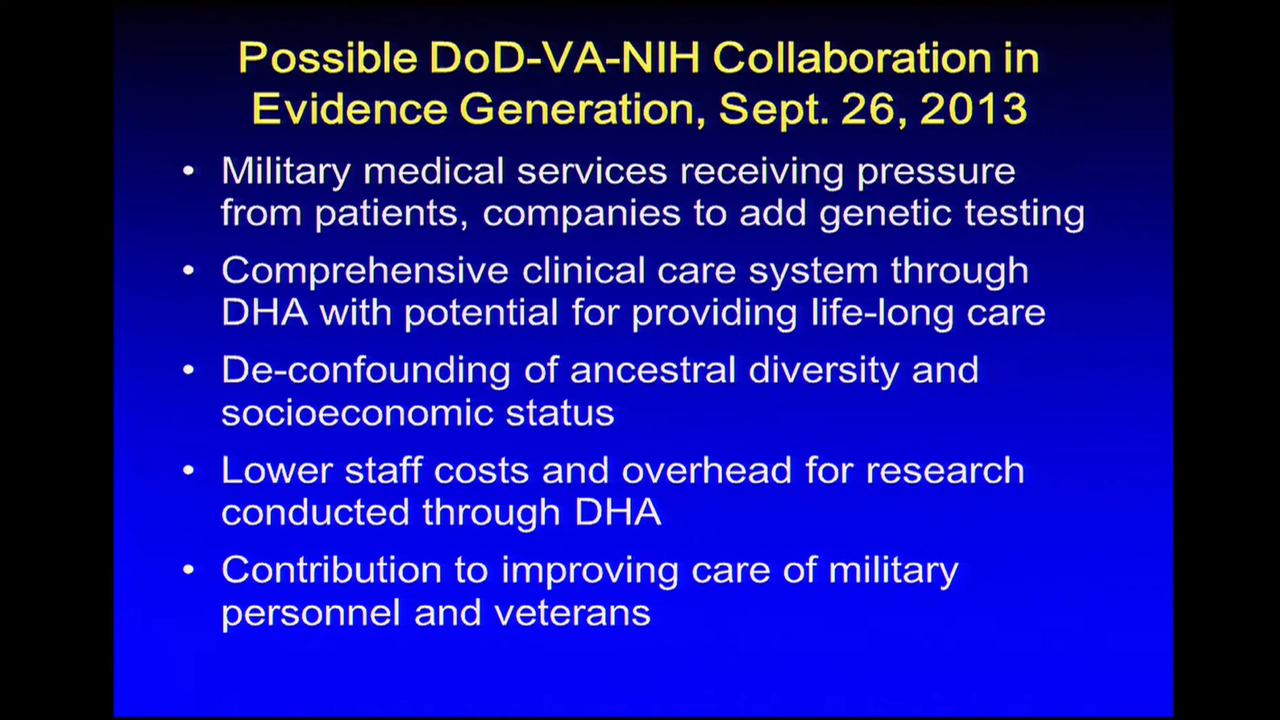 Possible DoD-VA-NIH Collaboration in
Evidence Generation, Sept. 26, 2013
• Military medical services receiving pressure
from patients, companies to add genetic testing
• Comprehensive clinical care system through
DHA with potential for providing life-long care
• De-confounding of ancestral diversity and
socioeconomic status
• Lower staff costs and overhead for research
conducted through DHA
• Contribution to improving care of military
personnel and veterans